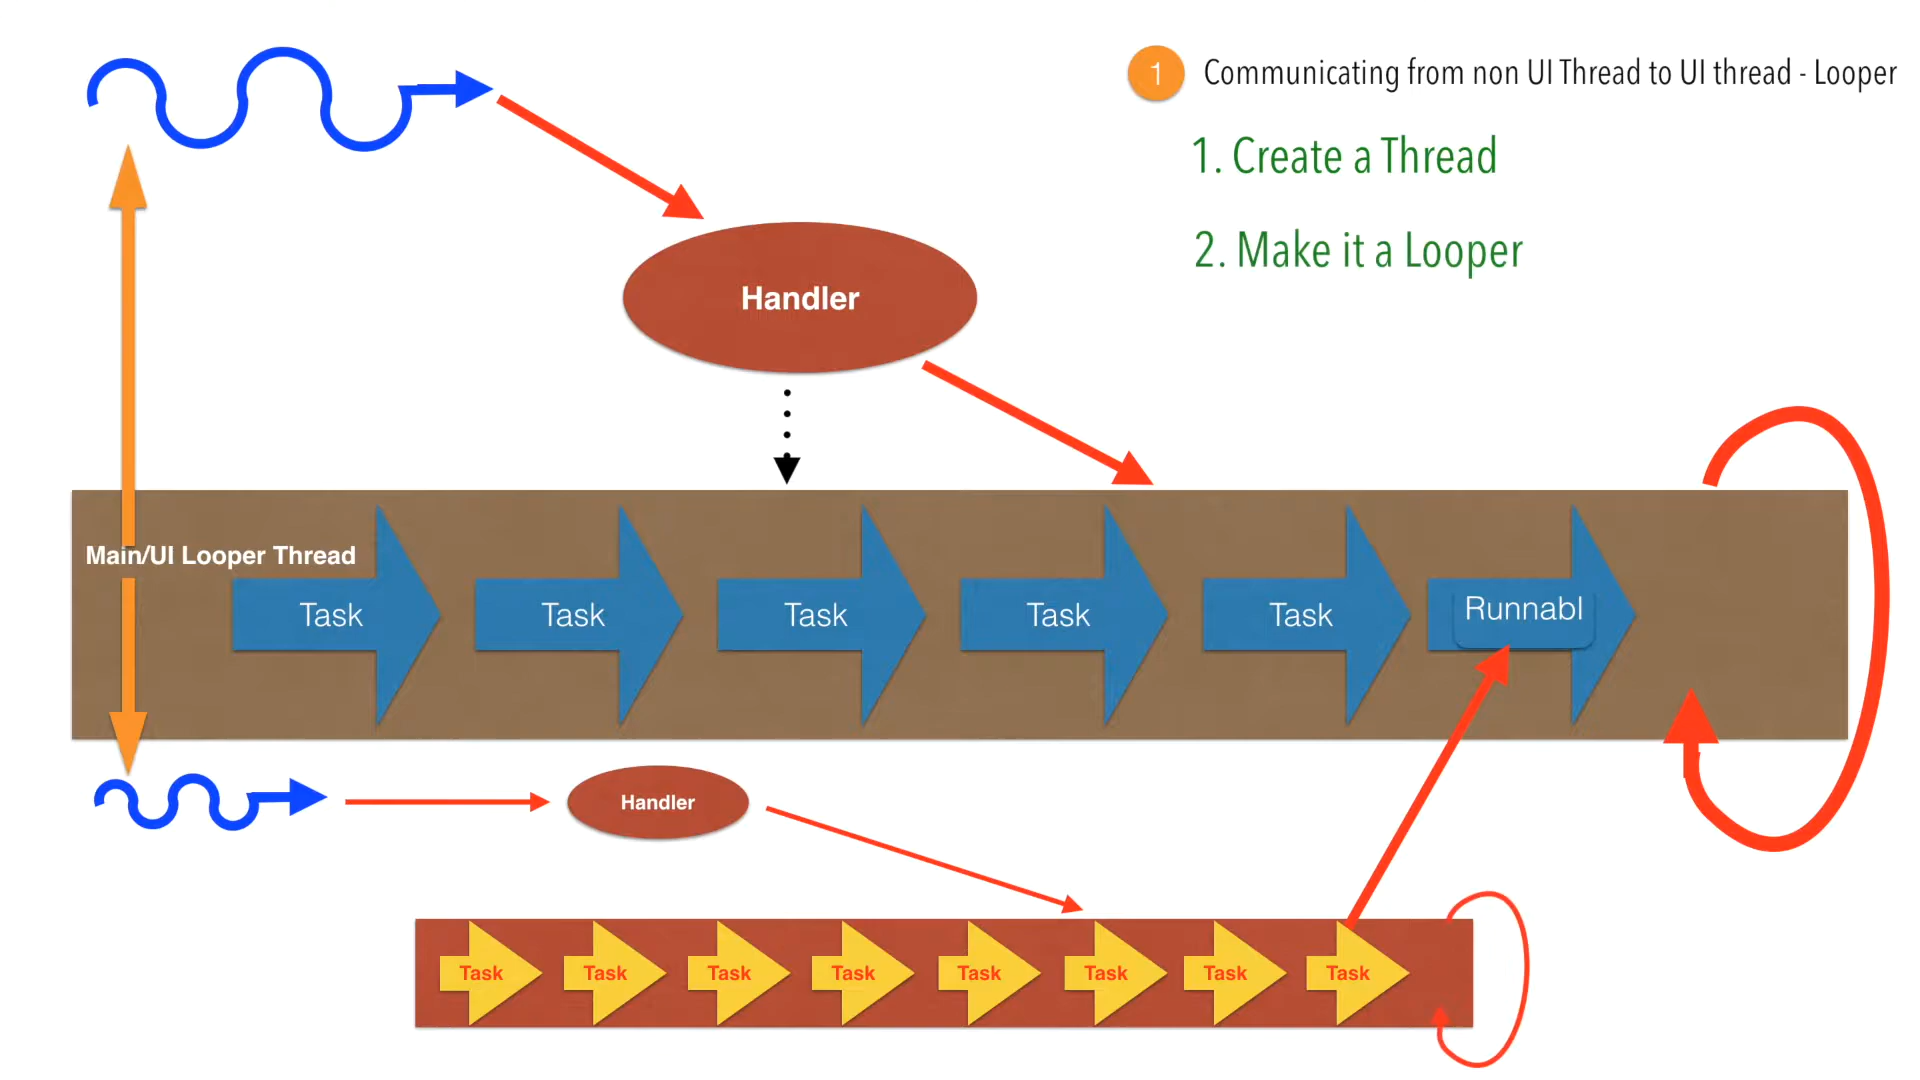 1 Communicating from non UI Thread to UI thread - Looper
1. Create a Thread
2. Make it a Looper
Handler
Main/UI Looper Thread
Task Task Task Task Task Runnabl
Handler
Task Task Task Task Task Task Task Task